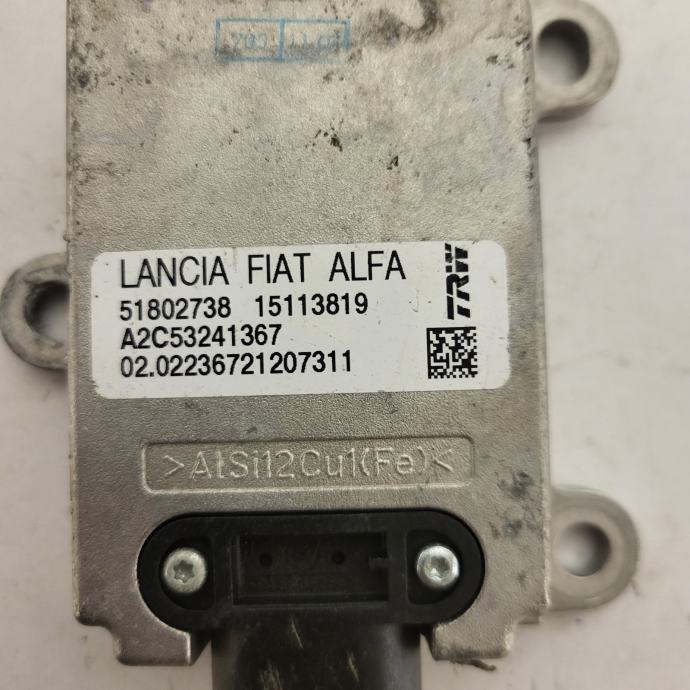 LANCIA FIAT ALFA
TRW
51802738 15113819
A2C53241367
02.02236721207311
>AlSi12Cu1(Fe)<